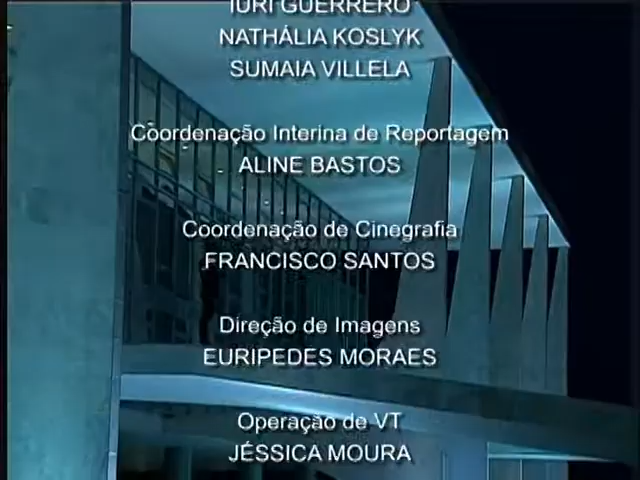 IURI GUERRERO
NATHÁLIA KOSLYK
SUMAIA VILLELA
Coordenação Interina de Reportagem
ALINE BASTOS
Coordenação de Cinegrafia
FRANCISCO SANTOS
Direção de Imagens
EURIPEDES MORAES
Operação de VT
JÉSSICA MOURA